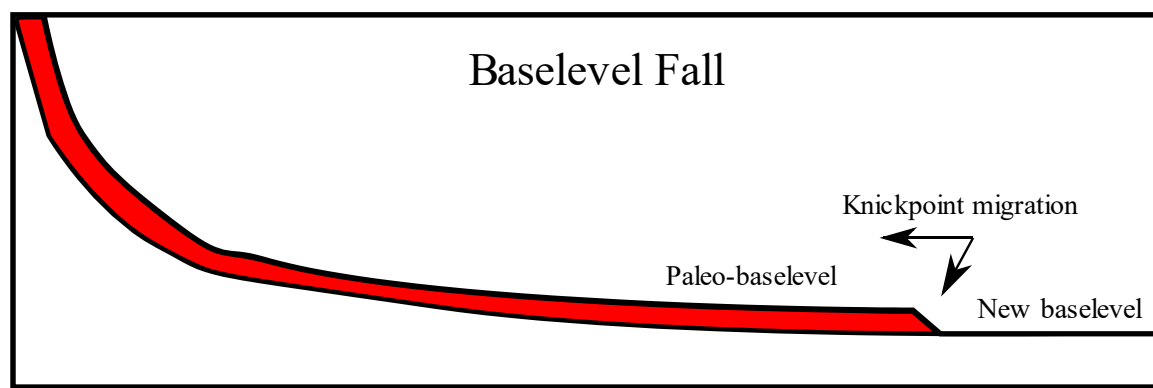 Baselevel Fall
Knickpoint migration
Paleo-baselevel
New baselevel